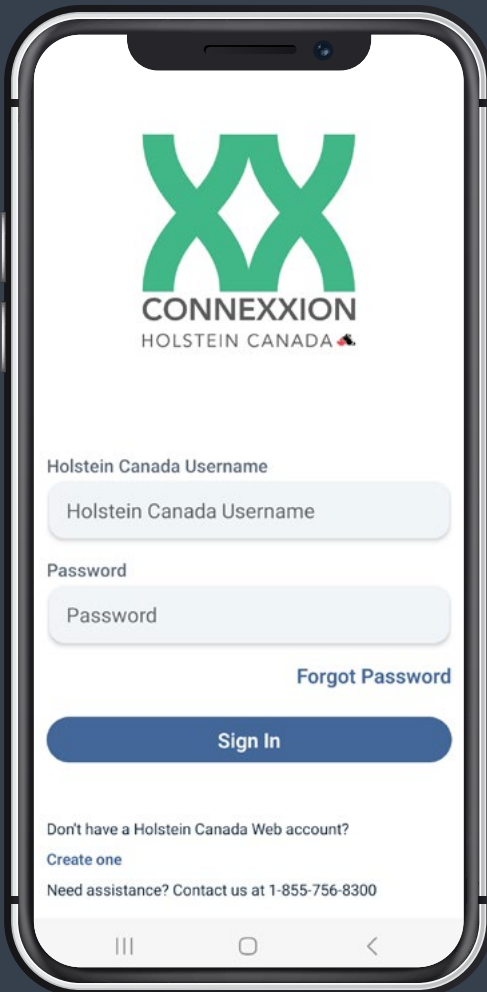 CONNEXXION
HOLSTEIN CANADA
Holstein Canada Username
Holstein Canada Username
Password
Password
Forgot Password
Sign In
Don't have a Holstein Canada Web account?
Create one
Need assistance? Contact us at 1-855-756-8300